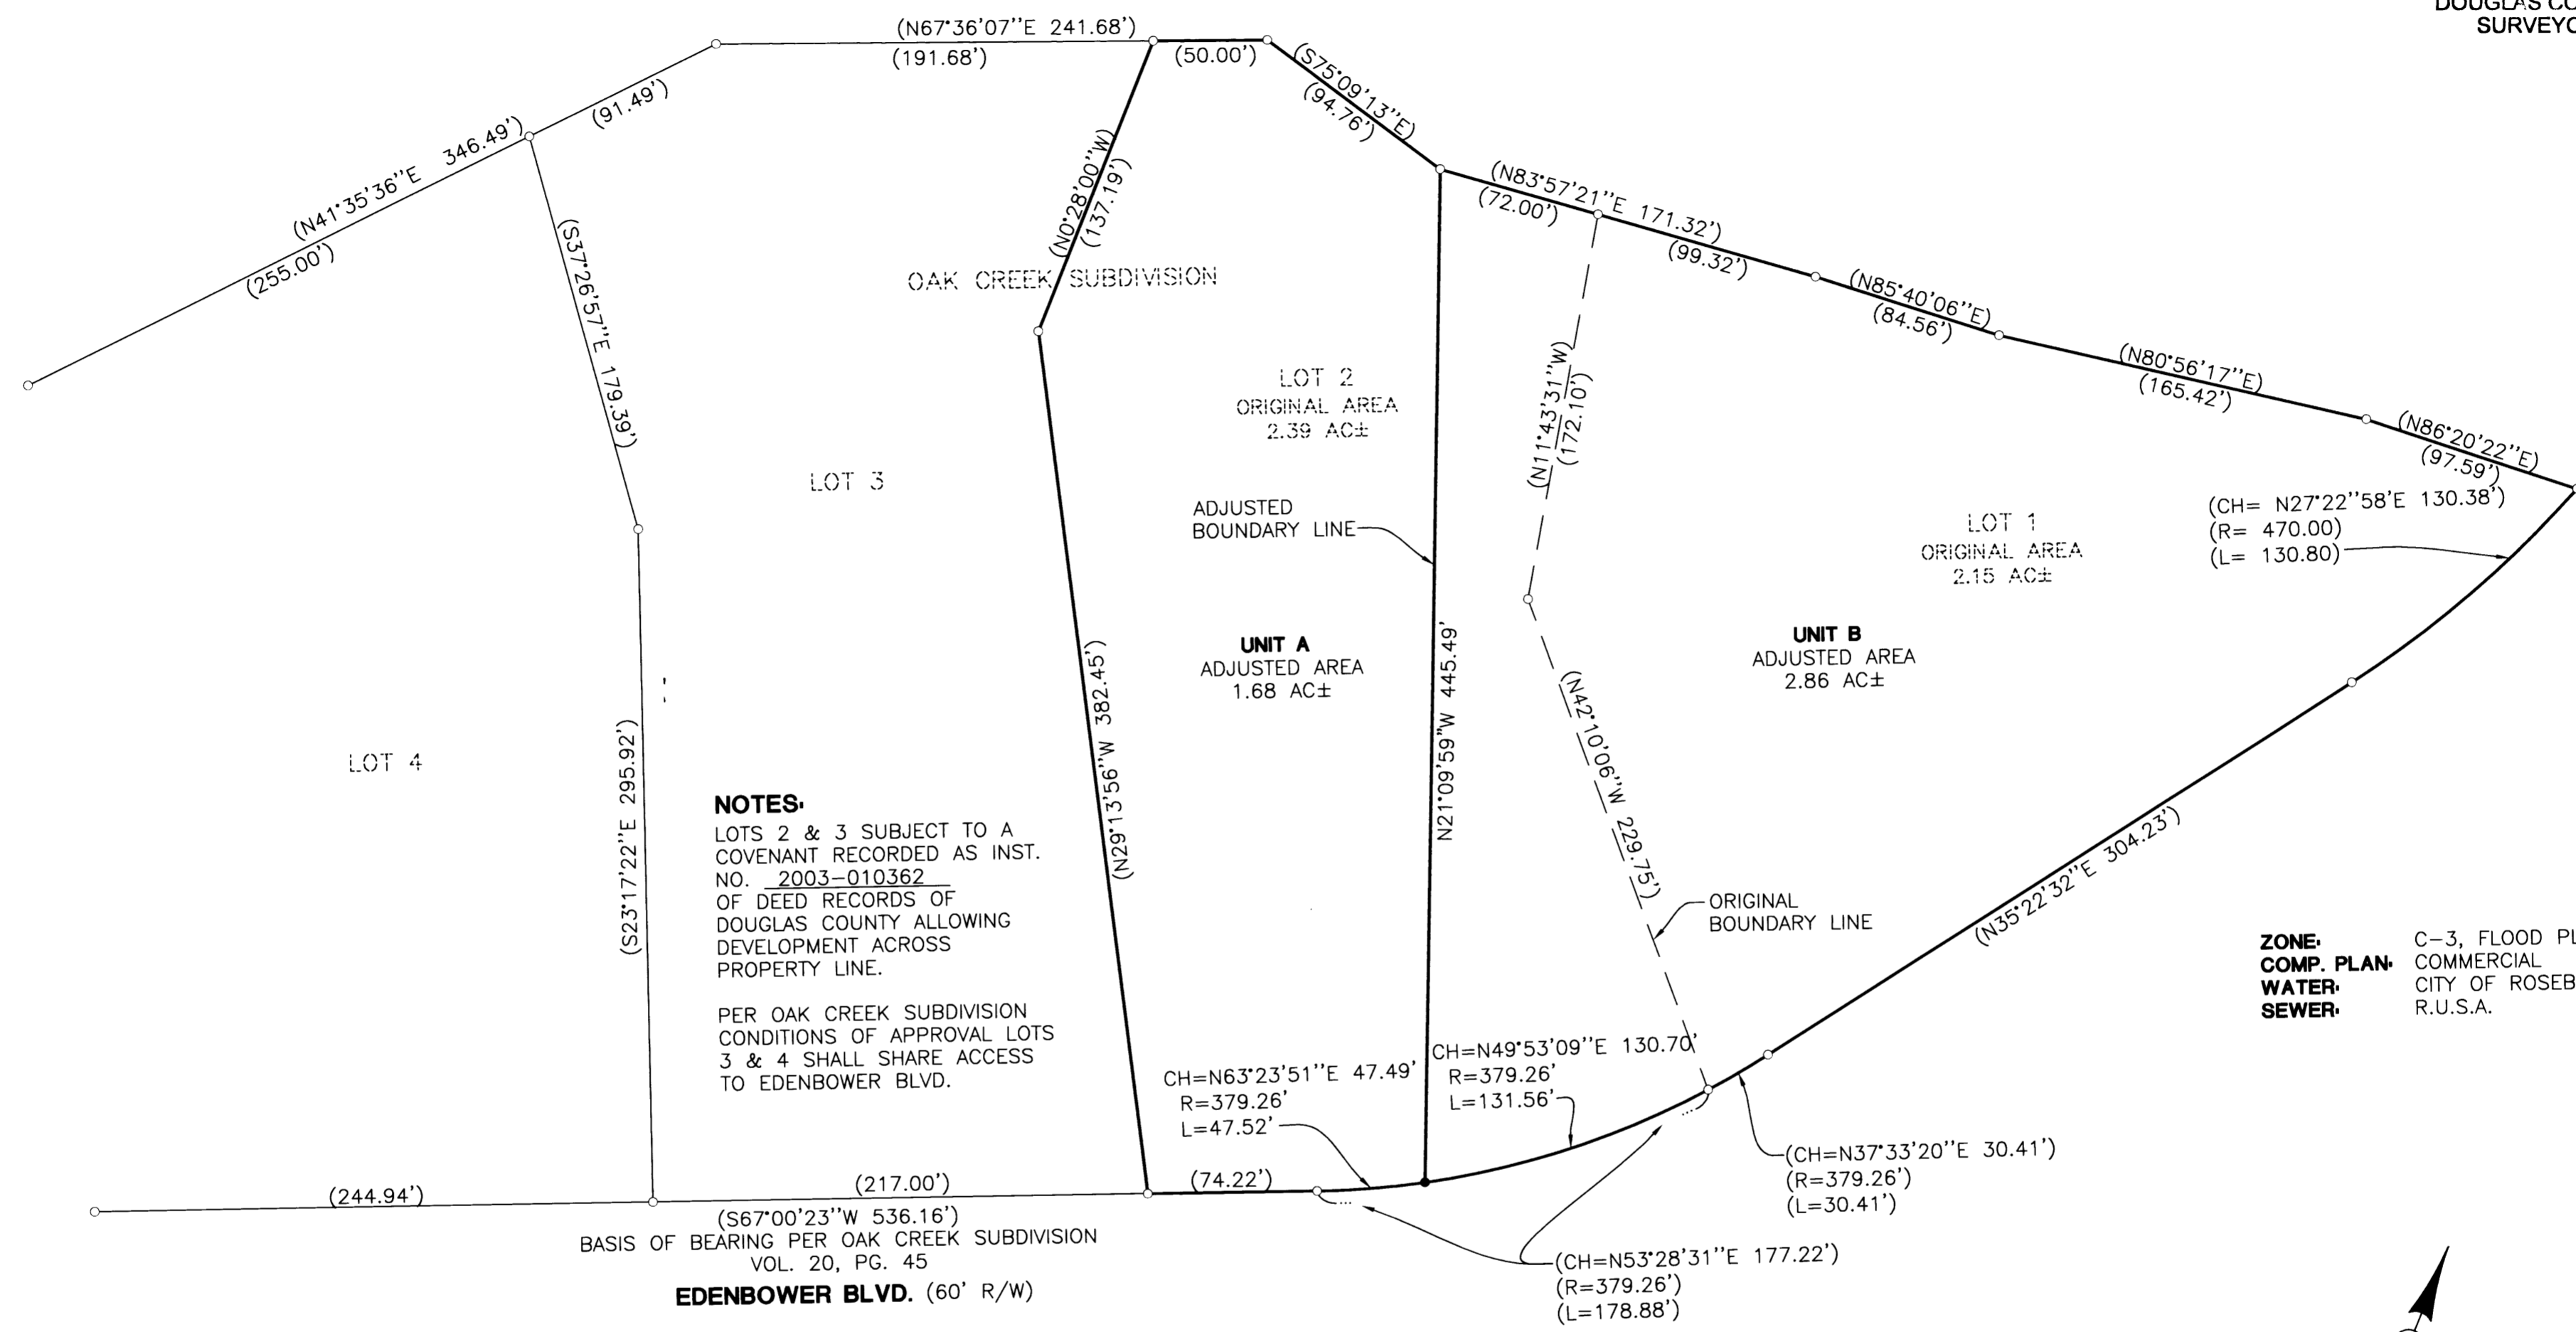 DOUGLAS
(N67°36'07''E 241.68')
(191.68')
(50.00')
(S75°09'13''E)
(94.76')
(91.49')
(N41°35'36''E 346.49')
(255.00')
(S37°26'57''E 179.39')
(N0°28'00''W)
(137.19')
(N83°57'21''E 171.32')
(72.00')
(99.32')
(N85°40'06''E)
(84.56')
(N80°56'17''E)
(165.42')
(N86°20'22''E)
(97.59')
OAK CREEK SUBDIVISION
LOT 2
ORIGINAL AREA
2.39 AC±
(N11°43'31''W)
(172.10')
LOT 3
ADJUSTED
BOUNDARY LINE
LOT 1
ORIGINAL AREA
2.15 AC±
(CH= N27°22''58'E 130.38')
(R= 470.00)
(L= 130.80)
UNIT A
ADJUSTED AREA
1.68 AC±
UNIT B
ADJUSTED AREA
2.86 AC±
N21°09'59''W 445.49'
(N29°13'56''W 382.45')
(N42°10'06''W 229.75')
(S23°17'22''E 295.92')
LOT 4
NOTES:
LOTS 2 & 3 SUBJECT TO A
COVENANT RECORDED AS INST.
NO. 2003-010362
OF DEED RECORDS OF
DOUGLAS COUNTY ALLOWING
DEVELOPMENT ACROSS
PROPERTY LINE.
PER OAK CREEK SUBDIVISION
CONDITIONS OF APPROVAL LOTS
3 & 4 SHALL SHARE ACCESS
TO EDENBOWER BLVD.
ORIGINAL
BOUNDARY LINE
(N35°22'32''E 304.23')
ZONE: C-3, FLOOD
COMP. PLAN: COMMERCIAL
WATER: CITY OF ROSEB
SEWER: R.U.S.A.
CH=N63°23'51''E 47.49'
R=379.26'
L=47.52'
CH=N49°53'09''E 130.70'
R=379.26'
L=131.56'
(CH=N37°33'20''E 30.41')
(R=379.26')
(L=30.41')
(CH=N53°28'31''E 177.22')
(R=379.26')
(L=178.88')
(244.94')
(217.00')
(74.22')
(S67°00'23''W 536.16')
BASIS OF BEARING PER OAK CREEK SUBDIVISION
VOL. 20, PG. 45
EDENBOWER BLVD. (60' R/W)